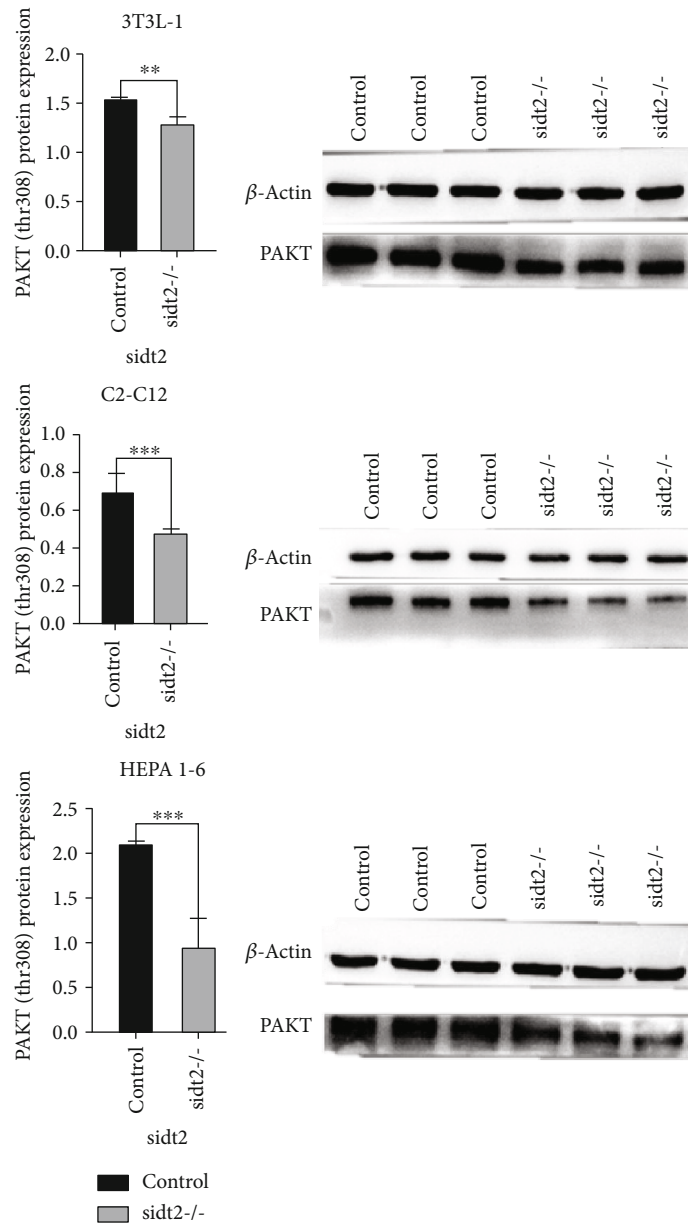 3T3L-1
PAKT (thr308) protein expression
2.0
1.5
1.0
0.5
0.0
**
Control
sidt2-/-
sidt2
Control
Control
Control
sidt2-/-
sidt2-/-
sidt2-/-
β-Actin
PAKT
C2-C12
PAKT (thr308) protein expression
1.0
0.8
0.6
0.4
0.2
0.0
***
Control
sidt2-/-
sidt2
Control
Control
Control
sidt2-/-
sidt2-/-
sidt2-/-
β-Actin
PAKT
HEPA 1-6
PAKT (thr308) protein expression
2.5
2.0
1.5
1.0
0.5
0.0
***
Control
sidt2-/-
sidt2
Control
Control
Control
sidt2-/-
sidt2-/-
sidt2-/-
β-Actin
PAKT
Control
sidt2-/-